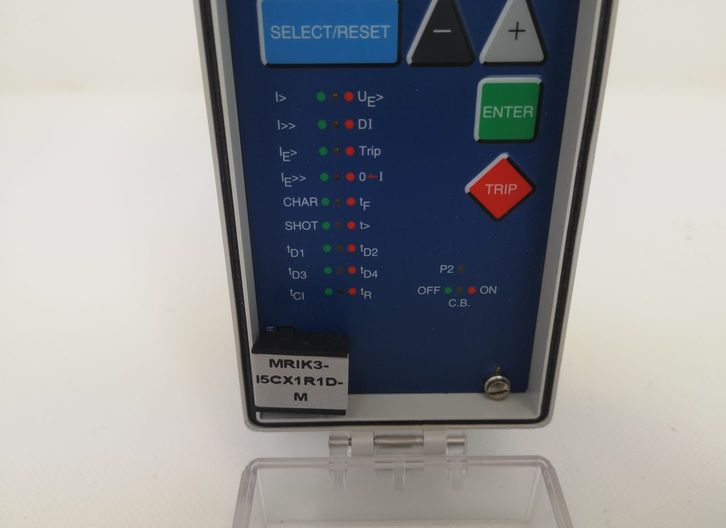 SELECT/RESET - +
I> UE>
ENTER
I>> DI
IE> Trip
IE>> 0←I
TRIP
CHAR tF
SHOT t>
tD1 tD2
tD3 tD4
P2
tCI tR
OFF ON
C.B.
MRIK3-
I5CX1R1D-
M